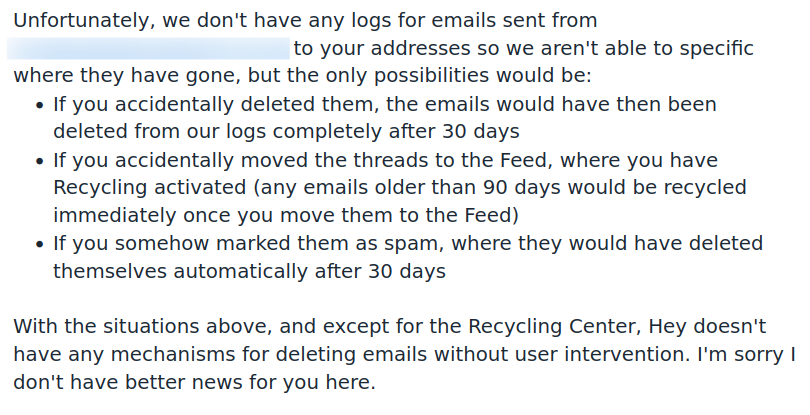 Unfortunately, we don't have any logs for emails sent from
to your addresses so we aren't able to specific
where they have gone, but the only possibilities would be:
• If you accidentally deleted them, the emails would have then been
deleted from our logs completely after 30 days
• If you accidentally moved the threads to the Feed, where you have
Recycling activated (any emails older than 90 days would be recycled
immediately once you move them to the Feed)
• If you somehow marked them as spam, where they would have deleted
themselves automatically after 30 days
With the situations above, and except for the Recycling Center, Hey doesn't
have any mechanisms for deleting emails without user intervention. I'm sorry I
don't have better news for you here.